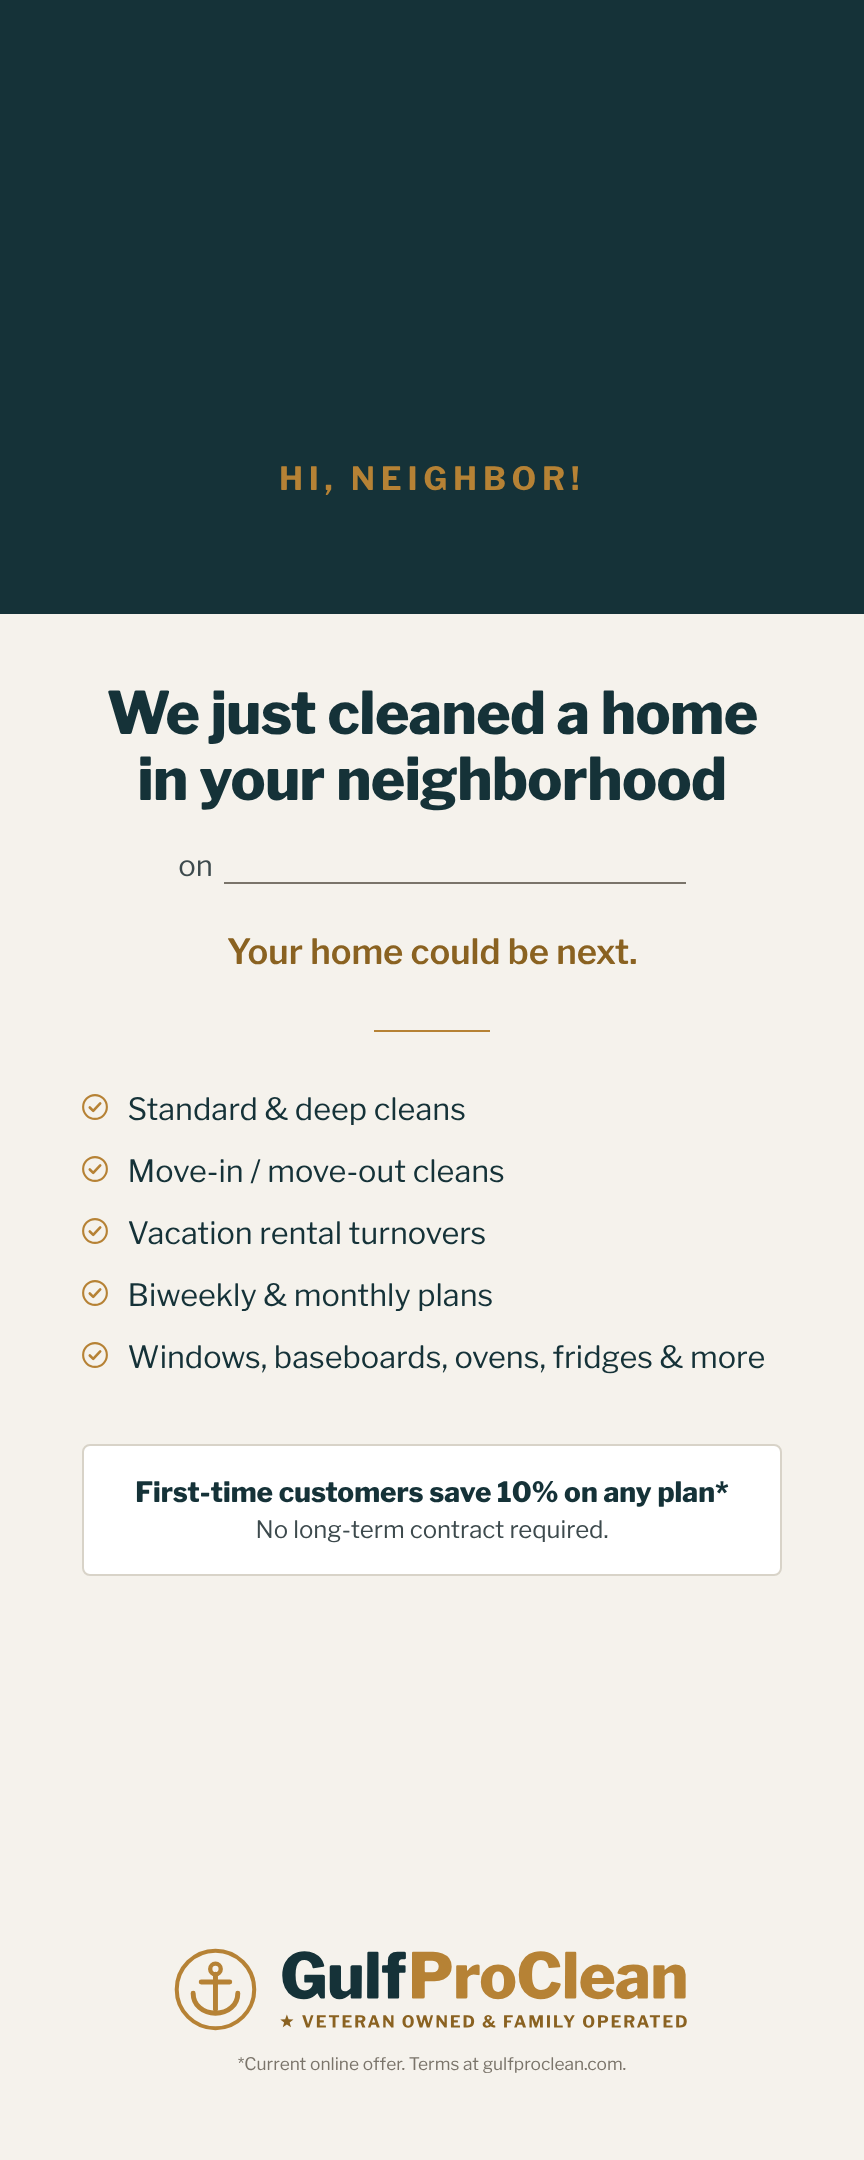 HI, NEIGHBOR!
We just cleaned a home
in your neighborhood
on
Your home could be next.
Standard & deep cleans
Move-in / move-out cleans
Vacation rental turnovers
Biweekly & monthly plans
Windows, baseboards, ovens, fridges & more
First-time customers save 10% on any plan*
No long-term contract required.
GulfProClean
★ VETERAN OWNED & FAMILY OPERATED
*Current online offer. Terms at gulfproclean.com.